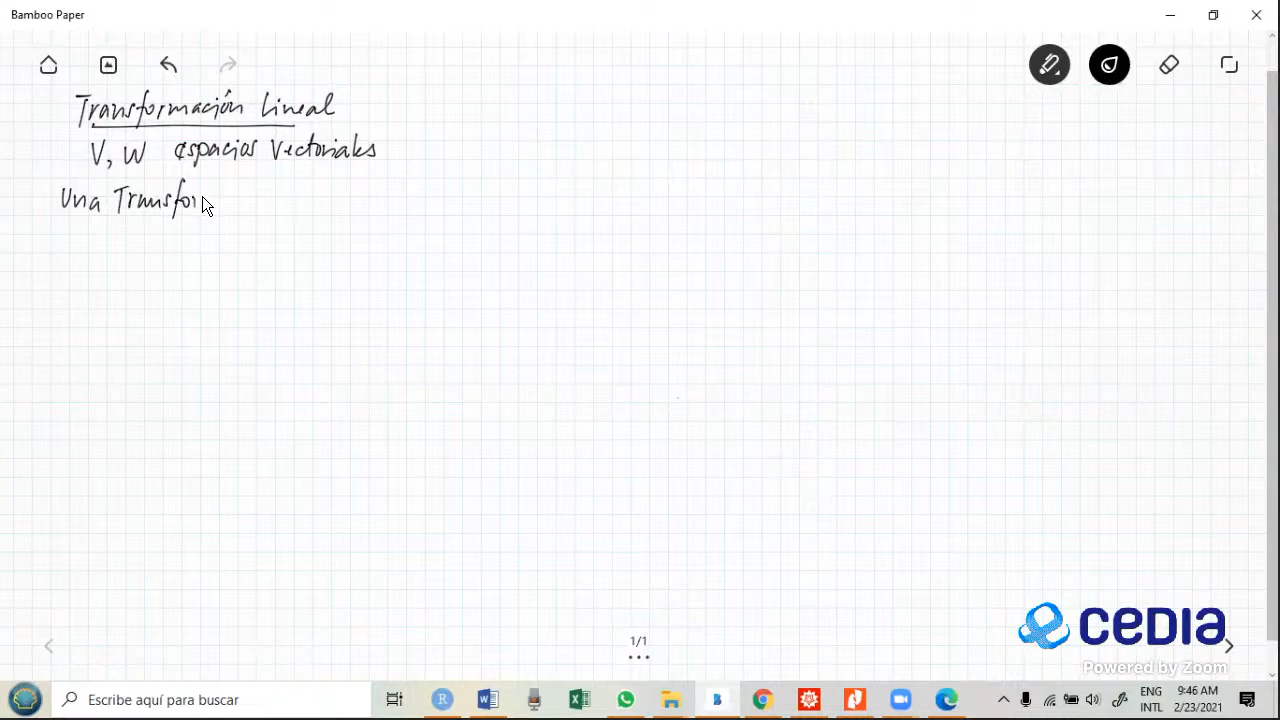 Bamboo Paper
Transformación Lineal
V, W espacios Vectoriales
Una Transfor
1/1
CEDIA
Powered by Zoom
Escribe aquí para buscar
ENG
INTL
9:46 AM
2/23/2021